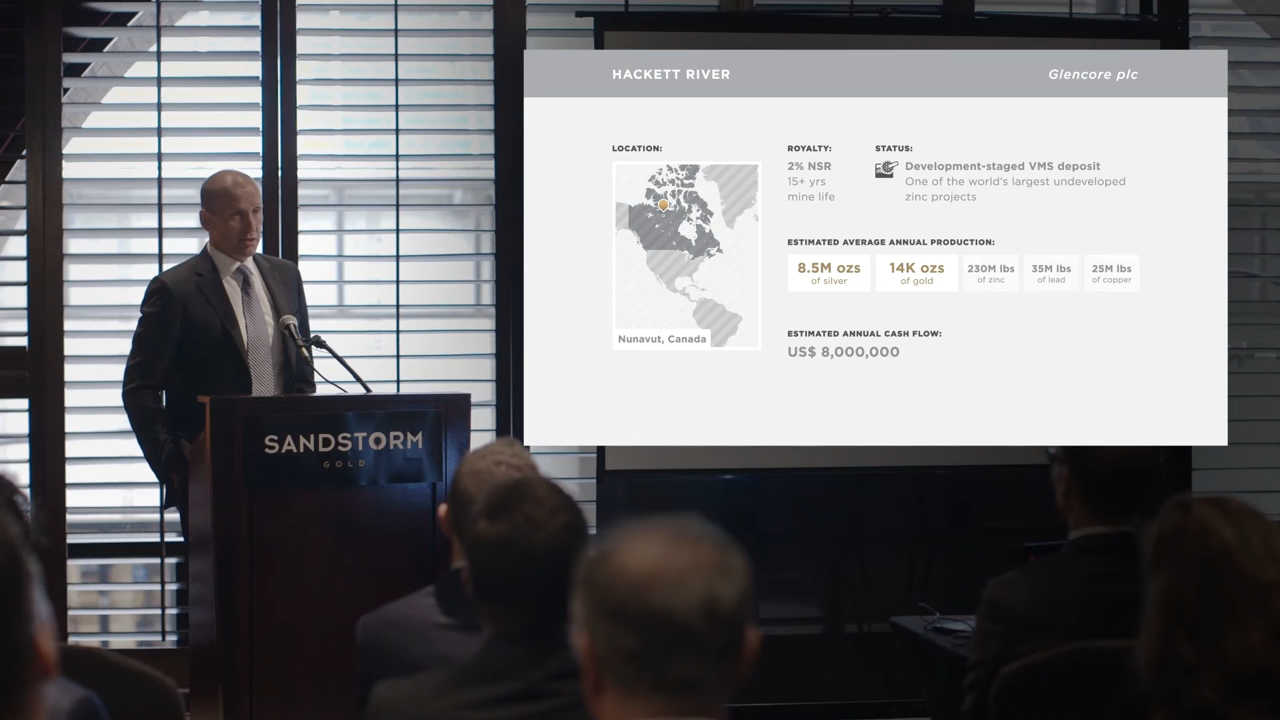 HACKETT RIVER
Glencore plc
LOCATION:
Nunavut, Canada
ROYALTY:
2% NSR
15+ yrs
mine life
STATUS:
Development-staged VMS deposit
One of the world's largest undeveloped
zinc projects
ESTIMATED AVERAGE ANNUAL PRODUCTION:
8.5M ozs
of silver
14K ozs
of gold
230M lbs
of zinc
35M lbs
of lead
25M lbs
of copper
ESTIMATED ANNUAL CASH FLOW:
US$ 8,000,000
SANDSTORM
GOLD